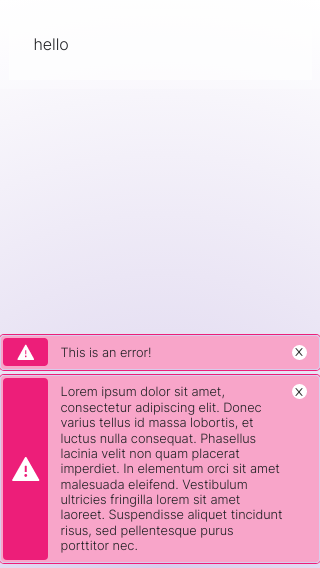 hello
This is an error!
Lorem ipsum dolor sit amet,
consectetur adipiscing elit. Donec
varius tellus id massa lobortis, et
luctus nulla consequat. Phasellus
lacinia velit non quam placerat
imperdiet. In elementum orci sit amet
malesuada eleifend. Vestibulum
ultricies fringilla lorem sit amet
laoreet. Suspendisse aliquet tincidunt
risus, sed pellentesque purus
porttitor nec.